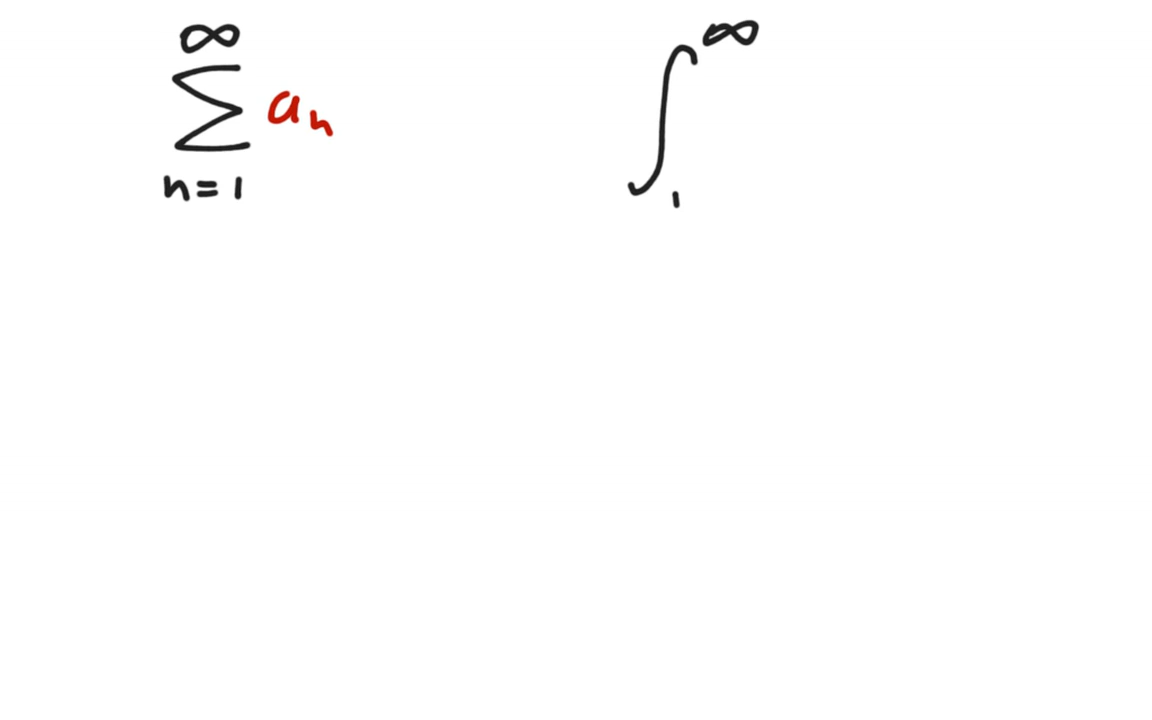 ∞
∑ aₙ
n=1
∞
∫
1